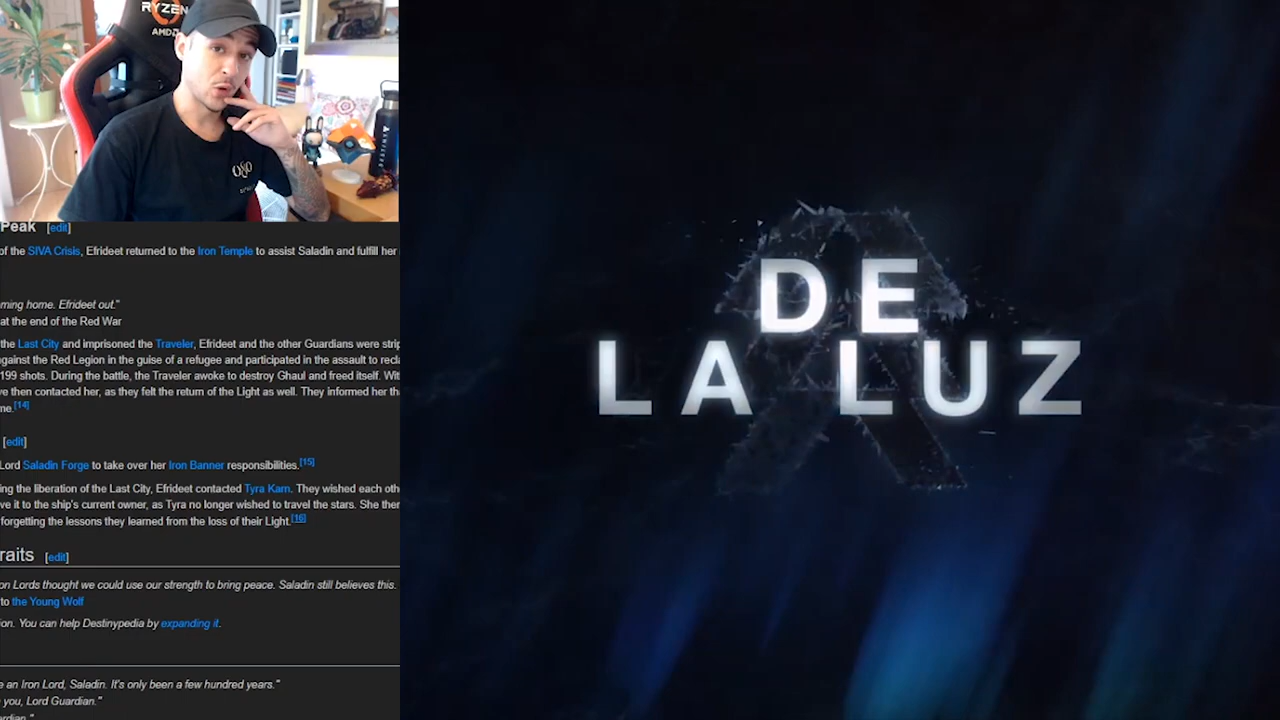 RYZEN
AMD
Peak [edit]
of the SIVA Crisis, Efrideet returned to the Iron Temple to assist Saladin and fulfill her
ming home. Efrideet out."
at the end of the Red War
the Last City and imprisoned the Traveler, Efrideet and the other Guardians were strip
against the Red Legion in the guise of a refugee and participated in the assault to recla
199 shots. During the battle, the Traveler awoke to destroy Ghaul and freed itself. Wit
ve then contacted her, as they felt the return of the Light as well. They informed her th
me.[14]
[edit]
Lord Saladin Forge to take over her Iron Banner responsibilities.[15]
ing the liberation of the Last City, Efrideet contacted Tyra Karn. They wished each oth
ve it to the ship's current owner, as Tyra no longer wished to travel the stars. She ther
forgetting the lessons they learned from the loss of their Light.[16]
raits [edit]
on Lords thought we could use our strength to bring peace. Saladin still believes this.
to the Young Wolf
ion. You can help Destinypedia by expanding it.
e an Iron Lord, Saladin. It's only been a few hundred years."
you, Lord Guardian."
rdian."
DE
LA LUZ